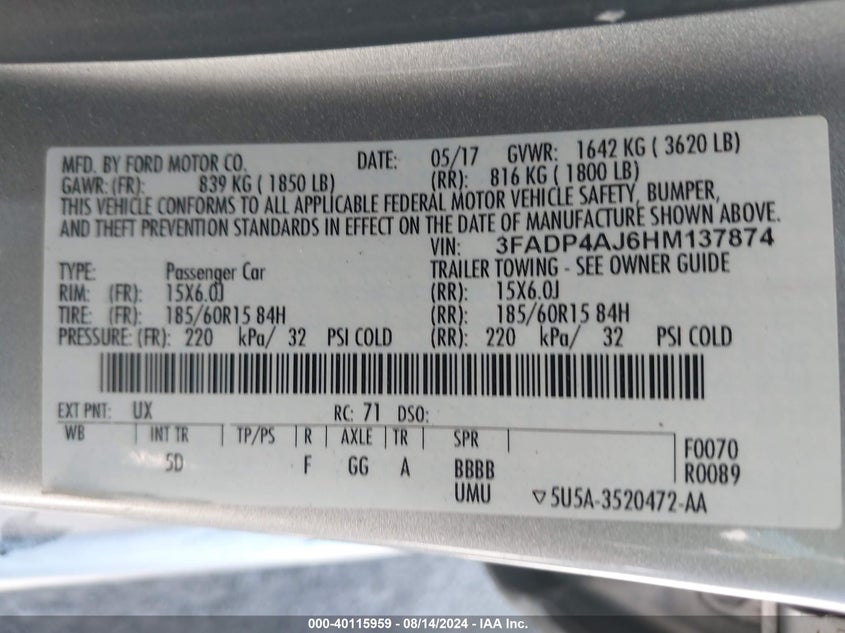 MFD. BY FORD MOTOR CO. DATE: 05/17 GVWR: 1642 KG ( 3620 LB)
GAWR: (FR): 839 KG ( 1850 LB) (RR): 816 KG ( 1800 LB)
THIS VEHICLE CONFORMS TO ALL APPLICABLE FEDERAL MOTOR VEHICLE SAFETY, BUMPER,
AND THEFT PREVENTION STANDARDS IN EFFECT ON THE DATE OF MANUFACTURE SHOWN ABOVE.
VIN: 3FADP4AJ6HM137874
TYPE: Passenger Car TRAILER TOWING - SEE OWNER GUIDE
RIM: (FR): 15X6.0J (RR): 15X6.0J
TIRE: (FR): 185/60R15 84H (RR): 185/60R15 84H
PRESSURE: (FR): 220 kPa/ 32 PSI COLD (RR): 220 kPa/ 32 PSI COLD
EXT PNT: UX RC: 71 DSO:
WB | INT TR | TP/PS | R | AXLE | TR | SPR | F0070
5D F GG A BBBB R0089
UMU ▽5U5A-3520472-AA
000-40115959 - 08/14/2024 - IAA Inc.